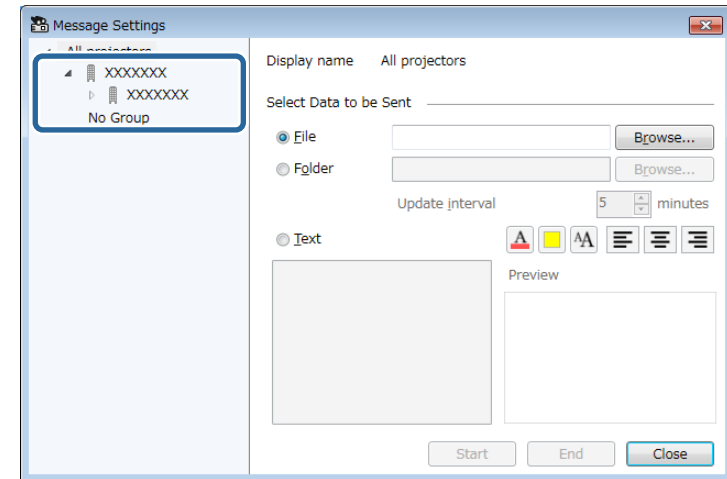 Message Settings
All projectors
XXXXXXX
XXXXXXX
No Group
Display name All projectors
Select Data to be Sent
File Browse...
Folder Browse...
Update interval 5 minutes
Text A AA
Preview
Start End Close